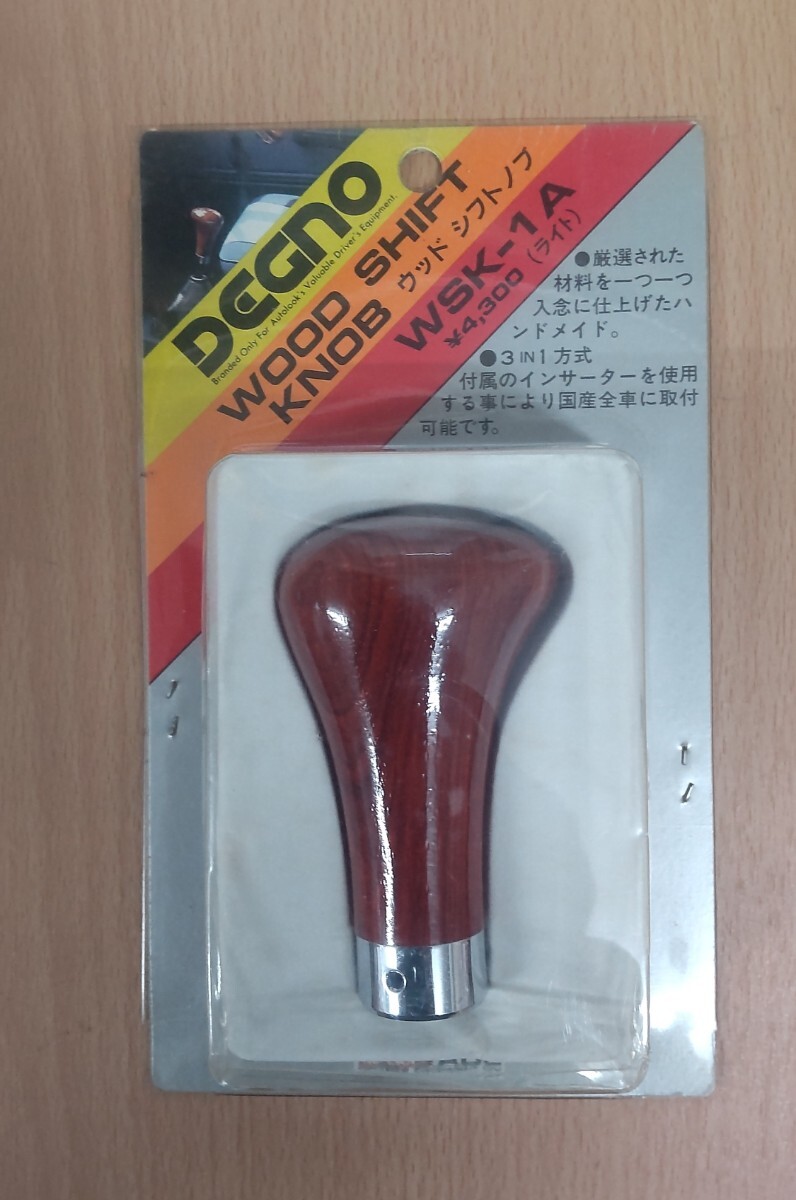 DEGNO
Branded Only For Autolook's Valuable Driver's Equipment.
WOOD SHIFT
KNOB ウッド シフトノブ
WSK-1A
¥4,300 (ライト)
●厳選された
材料を一つ一つ
入念に仕上げたハ
ンドメイド。
●3 IN 1 方式
付属のインサーターを使用
する事により国産全車に取付
可能です。